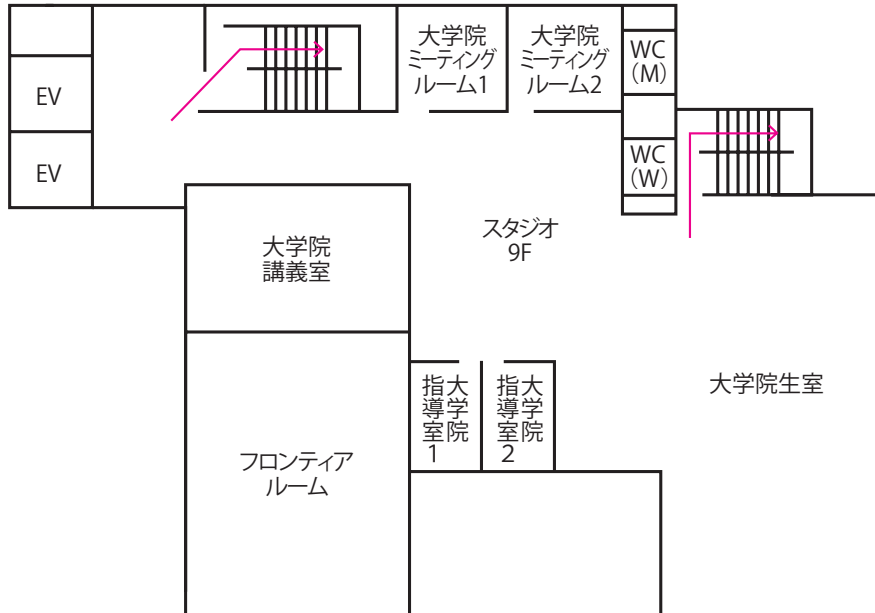 EV
EV
大学院
ミーティング
ルーム1
大学院
ミーティング
ルーム2
WC
(M)
WC
(W)
大学院
講義室
スタジオ
9F
大学院
指導室1
大学院
指導室2
大学院生室
フロンティア
ルーム